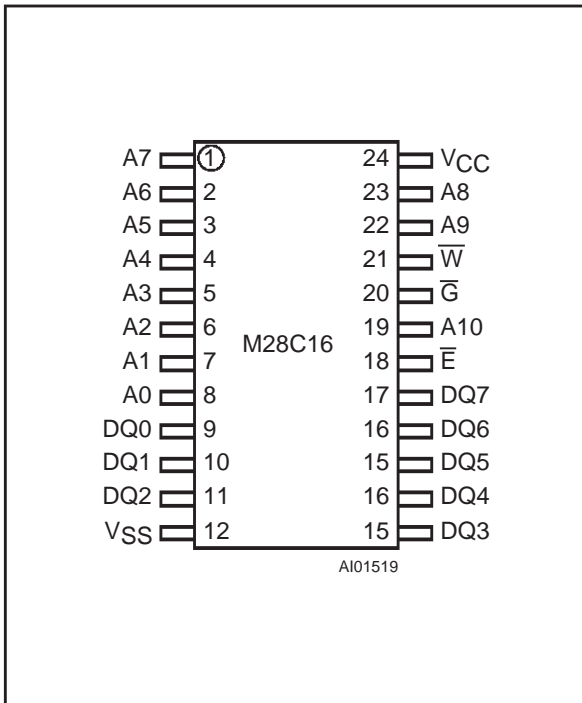 A7 1 24 VCC
A6 2 23 A8
A5 3 22 A9
A4 4 21 W̅
A3 5 20 G̅
A2 6 19 A10
M28C16
A1 7 18 E̅
A0 8 17 DQ7
DQ0 9 16 DQ6
DQ1 10 15 DQ5
DQ2 11 16 DQ4
VSS 12 15 DQ3
AI01519